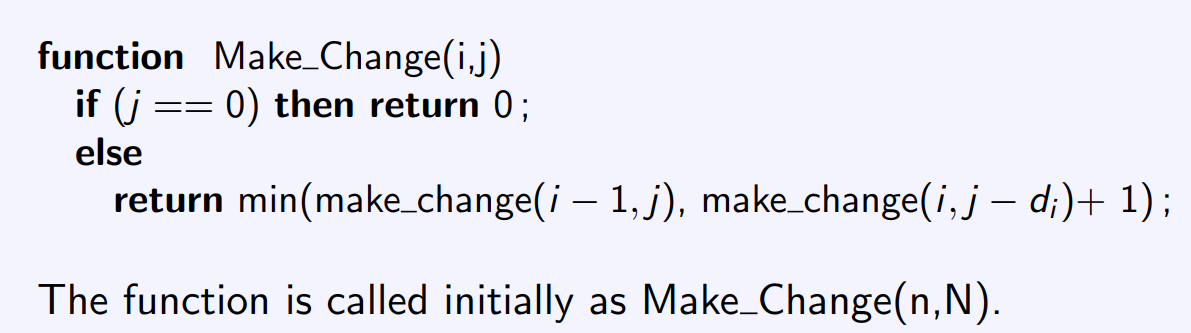 function Make_Change(i,j)
if (j == 0) then return 0;
else
return min(make_change(i − 1,j), make_change(i,j − dᵢ)+ 1);
The function is called initially as Make_Change(n,N).